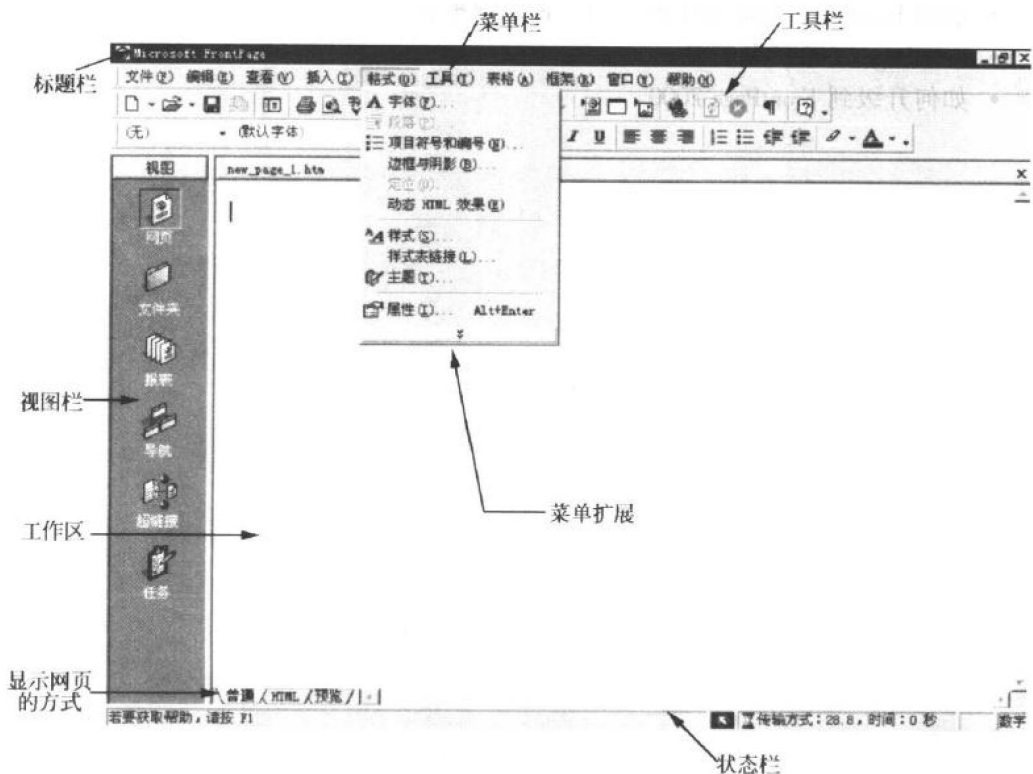 菜单栏
工具栏
标题栏
Microsoft FrontPage
文件(F) 编辑(E) 查看(V) 插入(I) 格式(O) 工具(T) 表格(A) 框架(R) 窗口(W) 帮助(H)
(无) (默认字体)
字体(F)...
段落(P)...
项目符号和编号(N)...
边框与阴影(B)...
定位(O)...
动态 HTML 效果(E)
样式(S)...
样式表链接(L)...
主题(T)...
属性(I)... Alt+Enter
视图
new_page_1.htm
网页
文件夹
报表
导航
超链接
任务
视图栏
工作区
菜单扩展
显示网页
的方式
普通 HTML 预览
若要获取帮助，请按 F1
传输方式：28.8，时间：0 秒
数字
状态栏